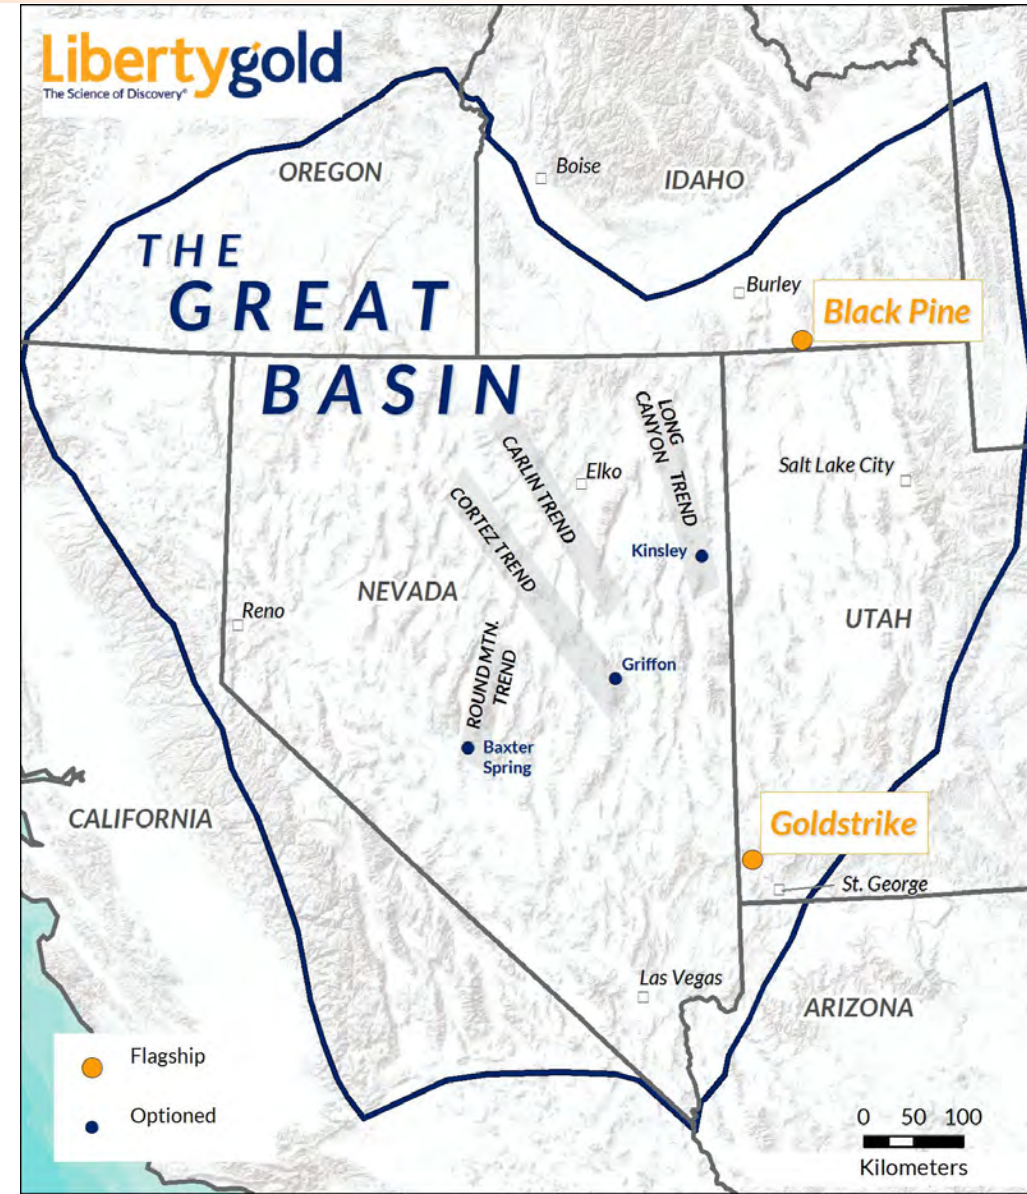 Libertygold
The Science of Discovery®
OREGON
Boise
IDAHO
THE
GREAT
BASIN
Burley
Black Pine
LONG
CANYON TREND
CARLIN TREND
Elko
CORTEZ TREND
Salt Lake City
Kinsley
NEVADA
Reno
UTAH
ROUND MTN.
TREND
Griffon
Baxter
Spring
CALIFORNIA
Goldstrike
St. George
Las Vegas
ARIZONA
Flagship
Optioned
0 50 100
Kilometers